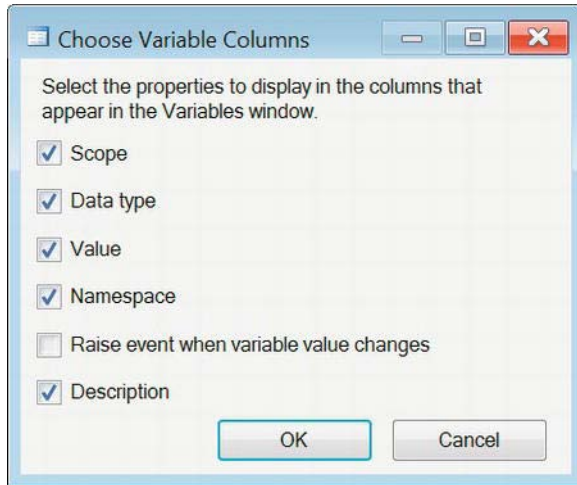 Choose Variable Columns
Select the properties to display in the columns that
appear in the Variables window.
Scope
Data type
Value
Namespace
Raise event when variable value changes
Description
OK
Cancel